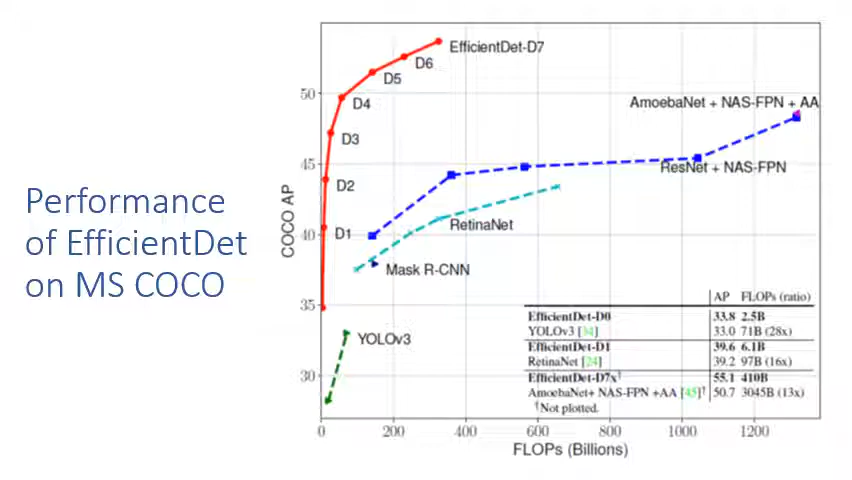 Performance
of EfficientDet
on MS COCO
COCO AP
50
45
40
35
30
EfficientDet-D7
D6
D5
D4
D3
D2
D1
AmoebaNet + NAS-FPN + AA
ResNet + NAS-FPN
RetinaNet
Mask R-CNN
YOLOv3
AP FLOPs (ratio)
EfficientDet-D0 33.8 2.5B
YOLOv3 [34] 33.0 71B (28x)
EfficientDet-D1 39.6 6.1B
RetinaNet [24] 39.2 97B (16x)
EfficientDet-D7x† 55.1 410B
AmoebaNet+ NAS-FPN +AA [45]† 50.7 3045B (13x)
†Not plotted.
0 200 400 600 800 1000 1200
FLOPs (Billions)